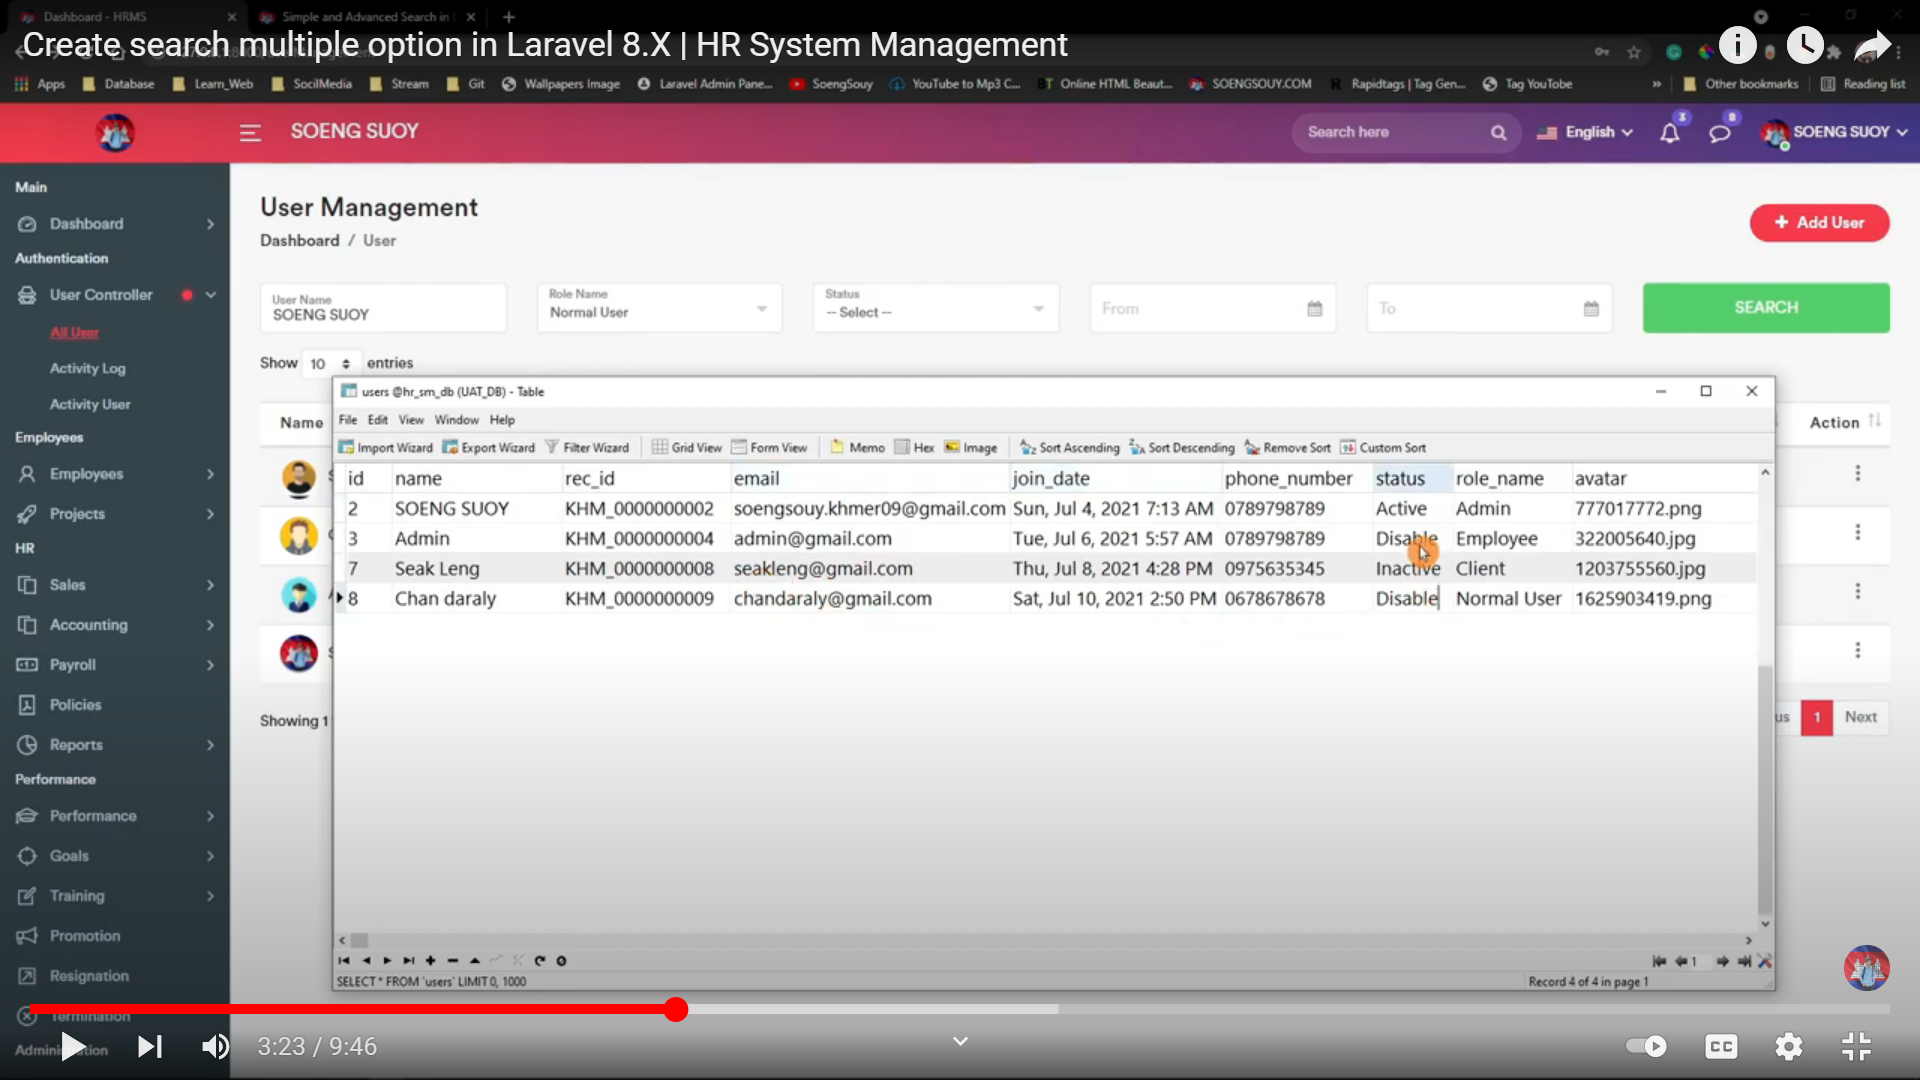 Dashboard - HRMS
Simple and Advanced Search in
Create search multiple option in Laravel 8.X | HR System Management
Apps Database Learn_Web SocilMedia Stream Git Wallpapers Image Laravel Admin Pane... SoengSouy YouTube to Mp3 C... Online HTML Beaut... SOENGSOUY.COM Rapidtags | Tag Gen... Tag YouTube » Other bookmarks Reading list
SOENG SUOY
Search here
English
3
8
SOENG SUOY
Main
Dashboard
Authentication
User Controller
All User
Activity Log
Activity User
Employees
Employees
Projects
HR
Sales
Accounting
Payroll
Policies
Reports
Performance
Performance
Goals
Training
Promotion
Resignation
Termination
Administration
User Management
Dashboard / User
+ Add User
User Name
SOENG SUOY
Role Name
Normal User
Status
-- Select --
From
To
SEARCH
Show 10 entries
Name
Action
users @hr_sm_db (UAT_DB) - Table
File Edit View Window Help
Import Wizard Export Wizard Filter Wizard Grid View Form View Memo Hex Image Sort Ascending Sort Descending Remove Sort Custom Sort
id name rec_id email join_date phone_number status role_name avatar
2 SOENG SUOY KHM_0000000002 soengsouy.khmer09@gmail.com Sun, Jul 4, 2021 7:13 AM 0789798789 Active Admin 777017772.png
3 Admin KHM_0000000004 admin@gmail.com Tue, Jul 6, 2021 5:57 AM 0789798789 Disable Employee 322005640.jpg
7 Seak Leng KHM_0000000008 seakleng@gmail.com Thu, Jul 8, 2021 4:28 PM 0975635345 Inactive Client 1203755560.jpg
8 Chan daraly KHM_0000000009 chandaraly@gmail.com Sat, Jul 10, 2021 2:50 PM 0678678678 Disable Normal User 1625903419.png
Showing 1
us 1 Next
1
SELECT * FROM `users` LIMIT 0, 1000
Record 4 of 4 in page 1
3:23 / 9:46
CC